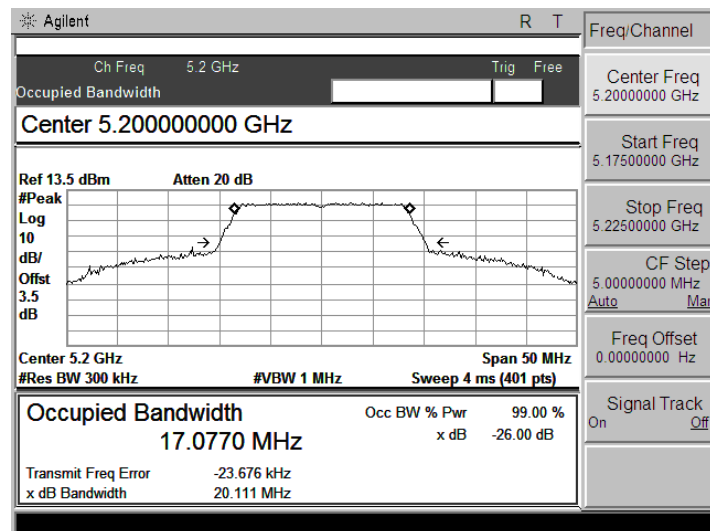 Agilent R T
Ch Freq 5.2 GHz Trig Free
Occupied Bandwidth
Center 5.200000000 GHz
Ref 13.5 dBm Atten 20 dB
#Peak
Log
10
dB/
Offst
3.5
dB
Center 5.2 GHz Span 50 MHz
#Res BW 300 kHz #VBW 1 MHz Sweep 4 ms (401 pts)
Occupied Bandwidth Occ BW % Pwr 99.00 %
17.0770 MHz x dB -26.00 dB
Transmit Freq Error -23.676 kHz
x dB Bandwidth 20.111 MHz
Freq/Channel
Center Freq
5.20000000 GHz
Start Freq
5.17500000 GHz
Stop Freq
5.22500000 GHz
CF Step
5.00000000 MHz
Auto Mar
Freq Offset
0.00000000 Hz
Signal Track
On Off